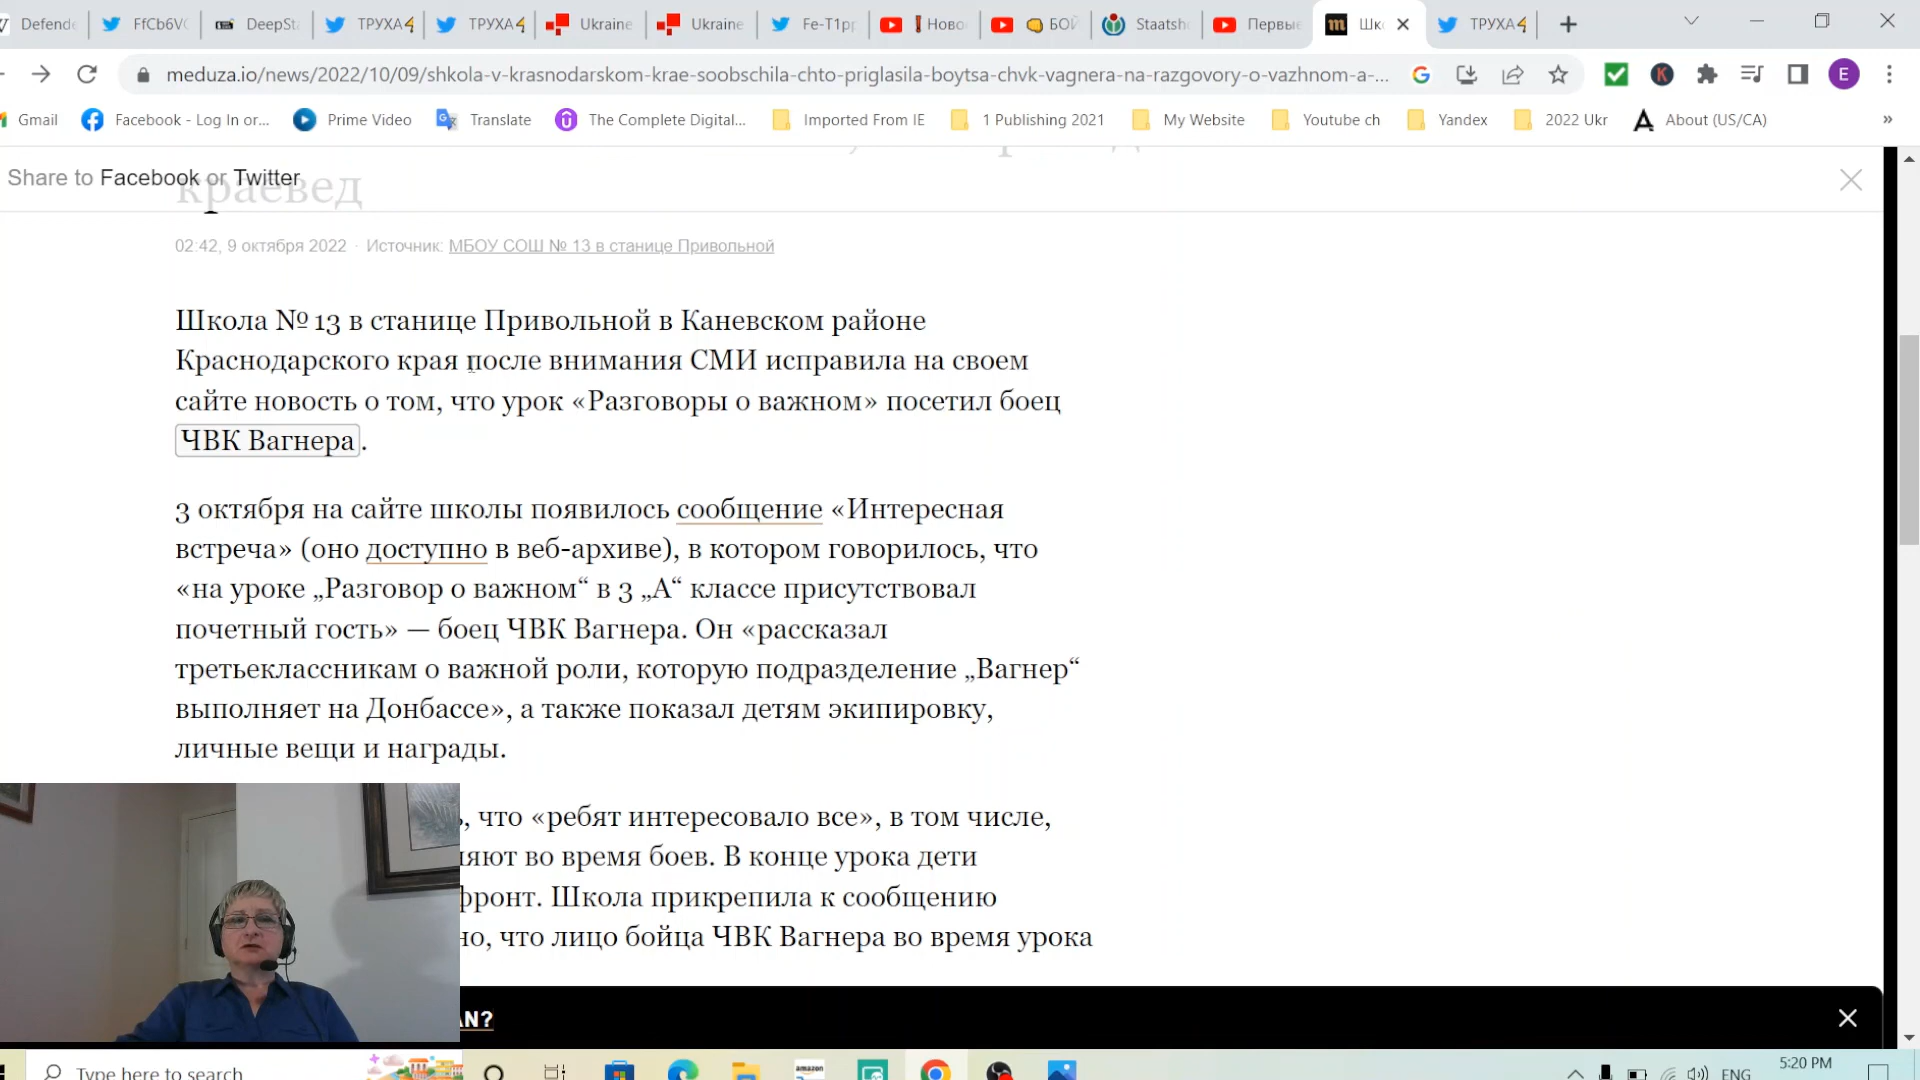 Defende
FfCb6VC
DeepSta
ТРУХА
ТРУХА
Ukraine
Ukraine
Fe-T1pp
Ново
БОЙ
Staatsh
Первые
Шко
ТРУХА
meduza.io/news/2022/10/09/shkola-v-krasnodarskom-krae-soobschila-chto-priglasila-boytsa-chvk-vagnera-na-razgovory-o-vazhnom-a-...
E
Gmail
Facebook - Log In or...
Prime Video
Translate
The Complete Digital...
Imported From IE
1 Publishing 2021
My Website
Youtube ch
Yandex
2022 Ukr
About (US/CA)
»
Share to Facebook or Twitter
краевед
02:42, 9 октября 2022 · Источник: МБОУ СОШ № 13 в станице Привольной
Школа № 13 в станице Привольной в Каневском районе
Краснодарского края после внимания СМИ исправила на своем
сайте новость о том, что урок «Разговоры о важном» посетил боец
ЧВК Вагнера.
3 октября на сайте школы появилось сообщение «Интересная
встреча» (оно доступно в веб-архиве), в котором говорилось, что
«на уроке „Разговор о важном“ в 3 „А“ классе присутствовал
почетный гость» — боец ЧВК Вагнера. Он «рассказал
третьеклассникам о важной роли, которую подразделение „Вагнер“
выполняет на Донбассе», а также показал детям экипировку,
личные вещи и награды.
, что «ребят интересовало все», в том числе,
няют во время боев. В конце урока дети
фронт. Школа прикрепила к сообщению
но, что лицо бойца ЧВК Вагнера во время урока
AN?
Type here to search
amazon
ENG
5:20 PM